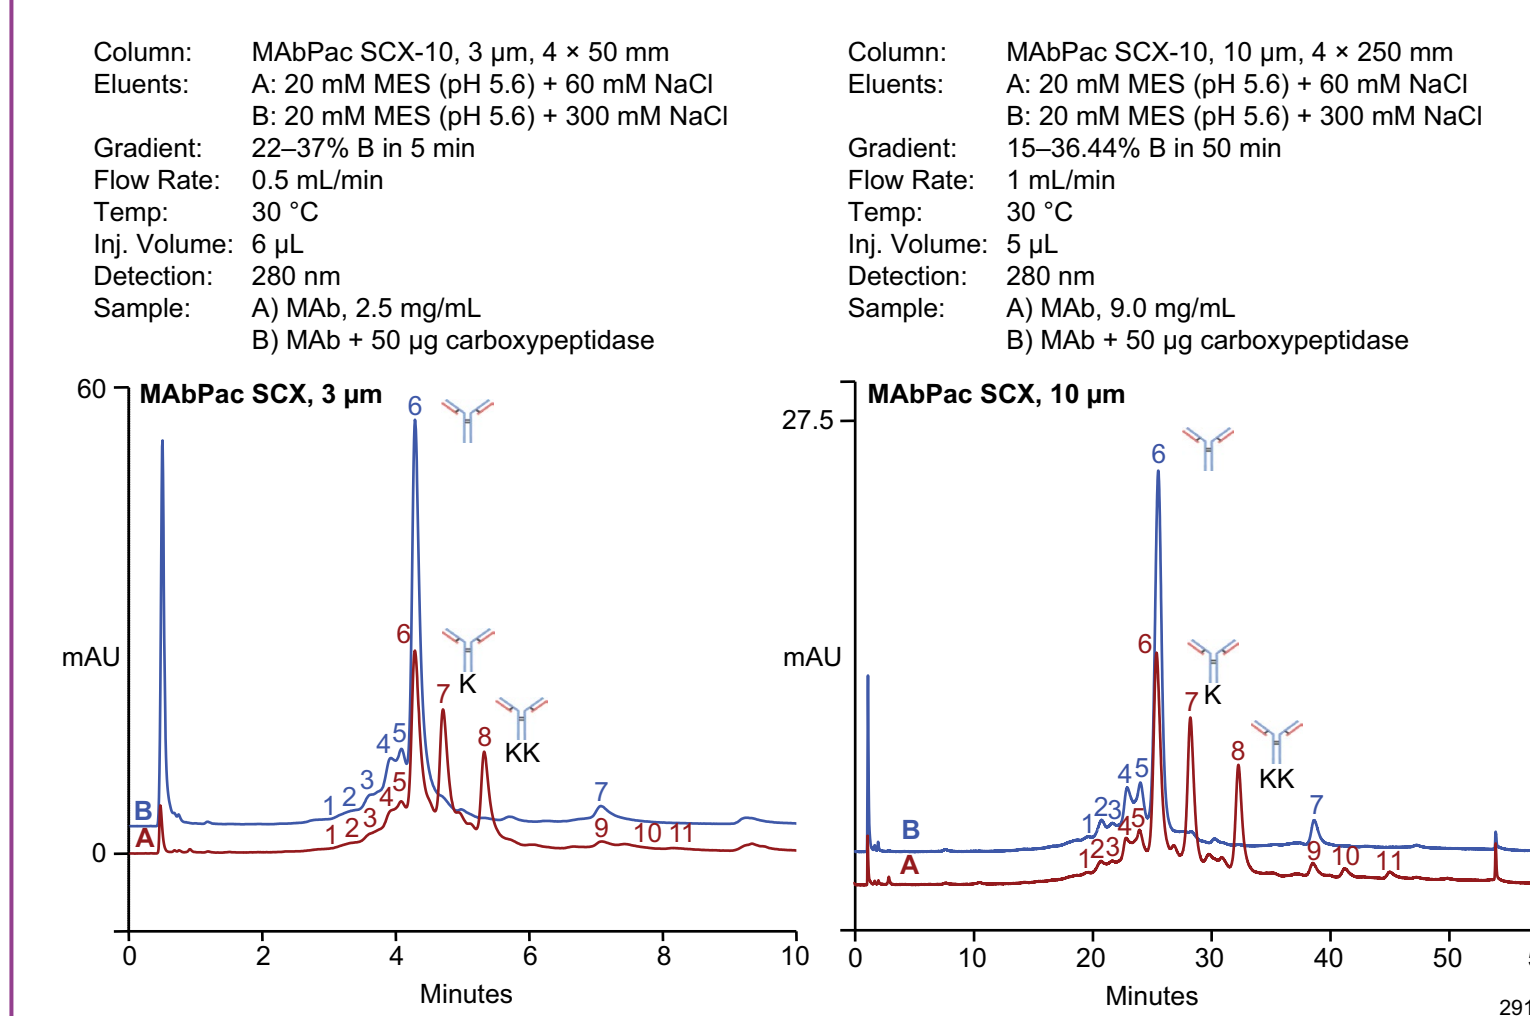 Column: MAbPac SCX-10, 3 µm, 4 × 50 mm
Eluents: A: 20 mM MES (pH 5.6) + 60 mM NaCl
B: 20 mM MES (pH 5.6) + 300 mM NaCl
Gradient: 22–37% B in 5 min
Flow Rate: 0.5 mL/min
Temp: 30 °C
Inj. Volume: 6 µL
Detection: 280 nm
Sample: A) MAb, 2.5 mg/mL
B) MAb + 50 µg carboxypeptidase
60
MAbPac SCX, 3 µm
6
6
K
7
mAU
8
KK
5
4
3
2
1
7
5
4
3
2
1
9
10
11
B
A
0
0
2
4
6
8
10
Minutes
Column: MAbPac SCX-10, 10 µm, 4 × 250 mm
Eluents: A: 20 mM MES (pH 5.6) + 60 mM NaCl
B: 20 mM MES (pH 5.6) + 300 mM NaCl
Gradient: 15–36.44% B in 50 min
Flow Rate: 1 mL/min
Temp: 30 °C
Inj. Volume: 5 µL
Detection: 280 nm
Sample: A) MAb, 9.0 mg/mL
B) MAb + 50 µg carboxypeptidase
MAbPac SCX, 10 µm
27.5
6
6
mAU
K
7
8
KK
4
5
1
2
3
7
1
2
3
4
5
9
10
11
B
A
0
10
20
30
40
50
Minutes
291